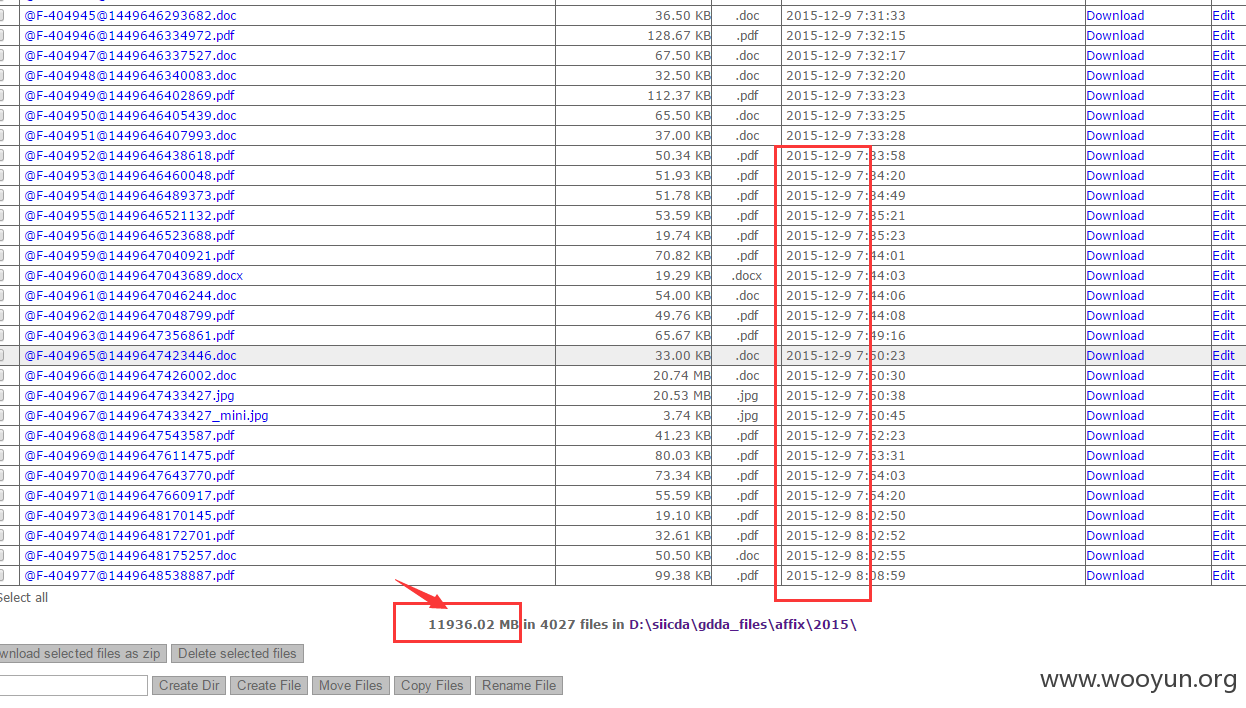 @F-404945@1449646293682.doc 36.50 KB .doc 2015-12-9 7:31:33 Download Edit
@F-404946@1449646334972.pdf 128.67 KB .pdf 2015-12-9 7:32:15 Download Edit
@F-404947@1449646337527.doc 67.50 KB .doc 2015-12-9 7:32:17 Download Edit
@F-404948@1449646340083.doc 32.50 KB .doc 2015-12-9 7:32:20 Download Edit
@F-404949@1449646402869.pdf 112.37 KB .pdf 2015-12-9 7:33:23 Download Edit
@F-404950@1449646405439.doc 65.50 KB .doc 2015-12-9 7:33:25 Download Edit
@F-404951@1449646407993.doc 37.00 KB .doc 2015-12-9 7:33:28 Download Edit
@F-404952@1449646438618.pdf 50.34 KB .pdf 2015-12-9 7:33:58 Download Edit
@F-404953@1449646460048.pdf 51.93 KB .pdf 2015-12-9 7:34:20 Download Edit
@F-404954@1449646489373.pdf 51.78 KB .pdf 2015-12-9 7:34:49 Download Edit
@F-404955@1449646521132.pdf 53.59 KB .pdf 2015-12-9 7:35:21 Download Edit
@F-404956@1449646523688.pdf 19.74 KB .pdf 2015-12-9 7:35:23 Download Edit
@F-404959@1449647040921.pdf 70.82 KB .pdf 2015-12-9 7:44:01 Download Edit
@F-404960@1449647043689.docx 19.29 KB .docx 2015-12-9 7:44:03 Download Edit
@F-404961@1449647046244.doc 54.00 KB .doc 2015-12-9 7:44:06 Download Edit
@F-404962@1449647048799.pdf 49.76 KB .pdf 2015-12-9 7:44:08 Download Edit
@F-404963@1449647356861.pdf 65.67 KB .pdf 2015-12-9 7:49:16 Download Edit
@F-404965@1449647423446.doc 33.00 KB .doc 2015-12-9 7:50:23 Download Edit
@F-404966@1449647426002.doc 20.74 MB .doc 2015-12-9 7:50:30 Download Edit
@F-404967@1449647433427.jpg 20.53 MB .jpg 2015-12-9 7:50:38 Download Edit
@F-404967@1449647433427_mini.jpg 3.74 KB .jpg 2015-12-9 7:50:45 Download Edit
@F-404968@1449647543587.pdf 41.23 KB .pdf 2015-12-9 7:52:23 Download Edit
@F-404969@1449647611475.pdf 80.03 KB .pdf 2015-12-9 7:53:31 Download Edit
@F-404970@1449647643770.pdf 73.34 KB .pdf 2015-12-9 7:54:03 Download Edit
@F-404971@1449647660917.pdf 55.59 KB .pdf 2015-12-9 7:54:20 Download Edit
@F-404973@1449648170145.pdf 19.10 KB .pdf 2015-12-9 8:02:50 Download Edit
@F-404974@1449648172701.pdf 32.61 KB .pdf 2015-12-9 8:02:52 Download Edit
@F-404975@1449648175257.doc 50.50 KB .doc 2015-12-9 8:02:55 Download Edit
@F-404977@1449648538887.pdf 99.38 KB .pdf 2015-12-9 8:08:59 Download Edit
Select all
11936.02 MB in 4027 files in D:\siicda\gdda_files\affix\2015\
wnload selected files as zip Delete selected files
Create Dir Create File Move Files Copy Files Rename File
www.wooyun.org